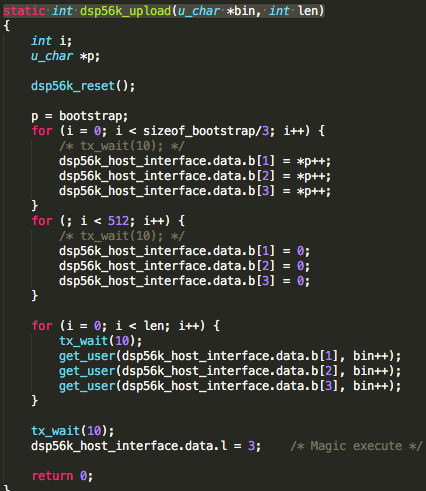 static int dsp56k_upload(u_char *bin, int len)
{
    int i;
    u_char *p;

    dsp56k_reset();

    p = bootstrap;
    for (i = 0; i < sizeof_bootstrap/3; i++) {
        /* tx_wait(10); */
        dsp56k_host_interface.data.b[1] = *p++;
        dsp56k_host_interface.data.b[2] = *p++;
        dsp56k_host_interface.data.b[3] = *p++;
    }
    for (; i < 512; i++) {
        /* tx_wait(10); */
        dsp56k_host_interface.data.b[1] = 0;
        dsp56k_host_interface.data.b[2] = 0;
        dsp56k_host_interface.data.b[3] = 0;
    }

    for (i = 0; i < len; i++) {
        tx_wait(10);
        get_user(dsp56k_host_interface.data.b[1], bin++);
        get_user(dsp56k_host_interface.data.b[2], bin++);
        get_user(dsp56k_host_interface.data.b[3], bin++);
    }

    tx_wait(10);
    dsp56k_host_interface.data.l = 3;    /* Magic execute */

    return 0;
}